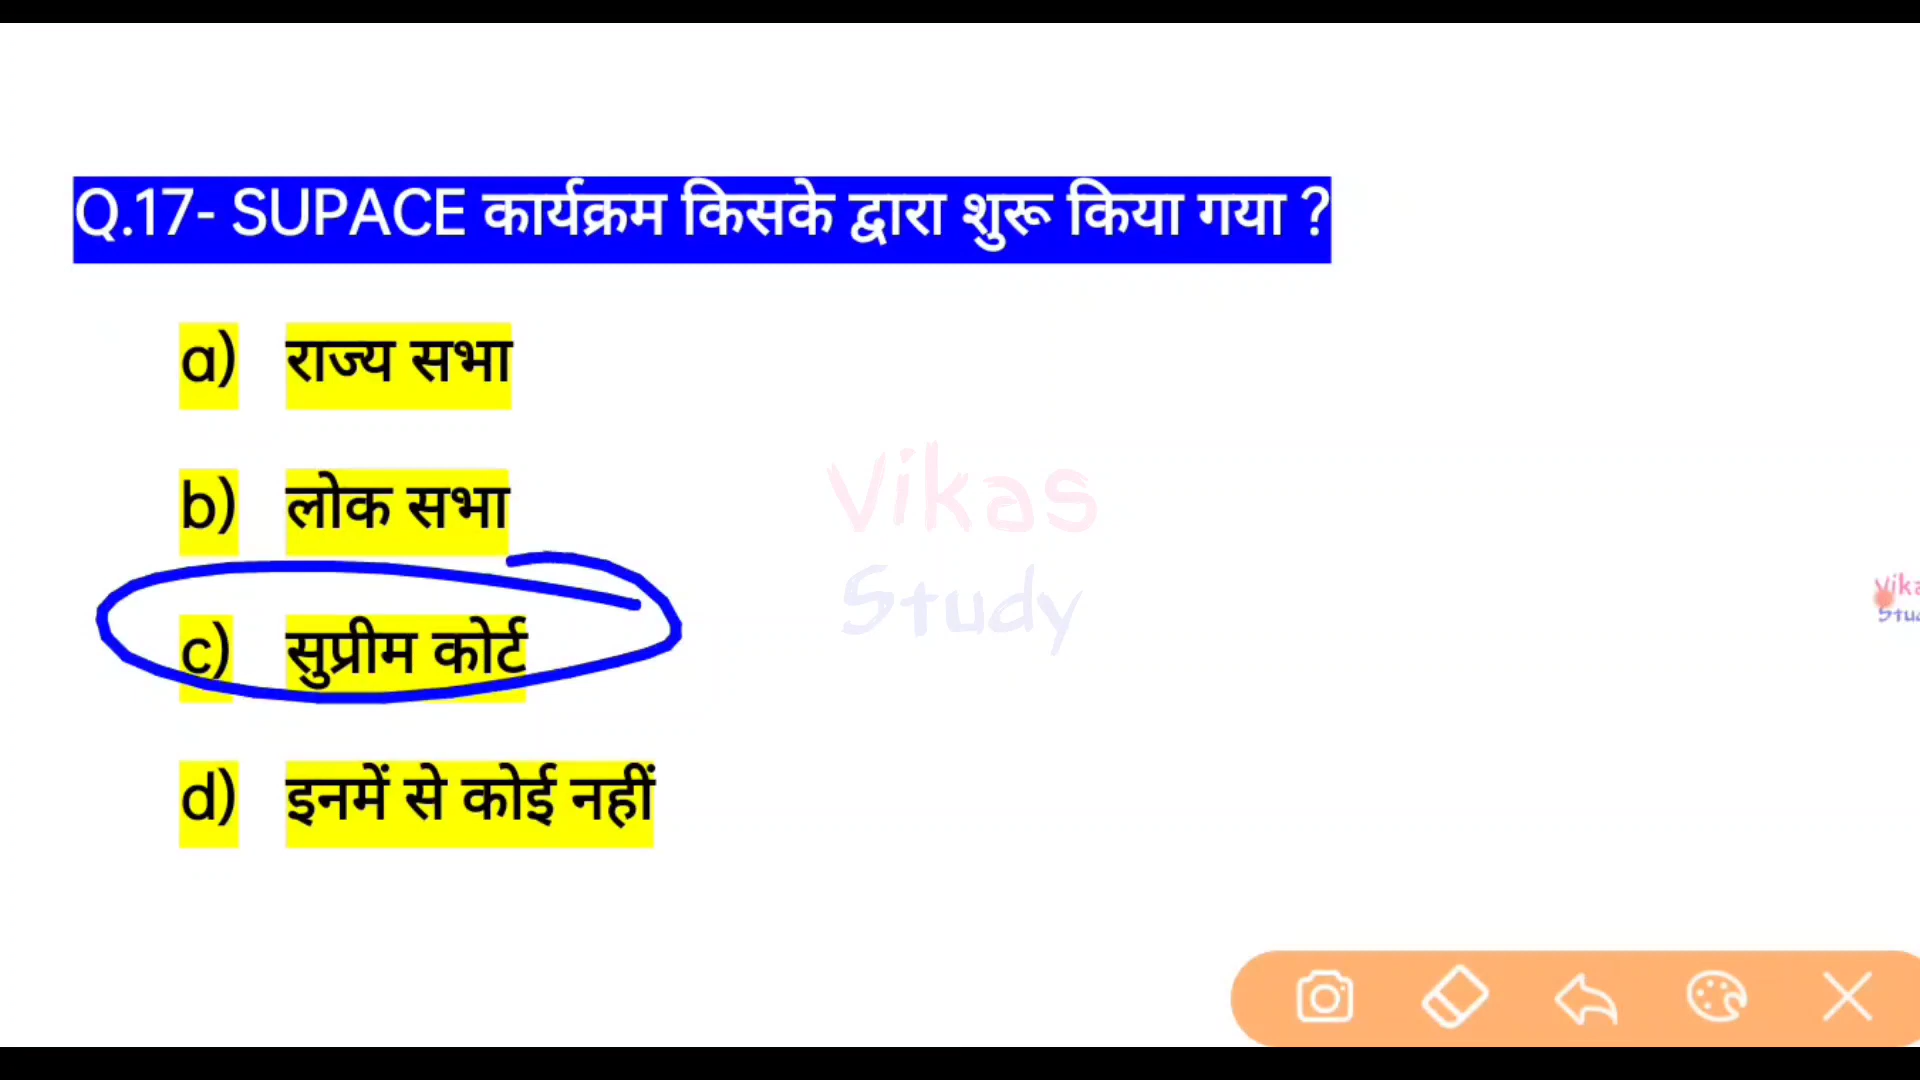 Q.17- SUPACE कार्यक्रम किसके द्वारा शुरू किया गया ?
a) राज्य सभा
b) लोक सभा
Vikas
Study
c) सुप्रीम कोर्ट
d) इनमें से कोई नहीं